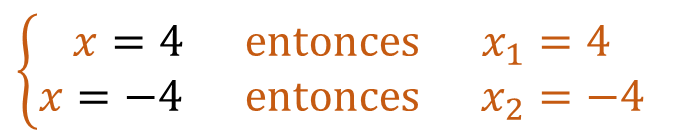 x = 4 entonces x₁ = 4
x = −4 entonces x₂ = −4